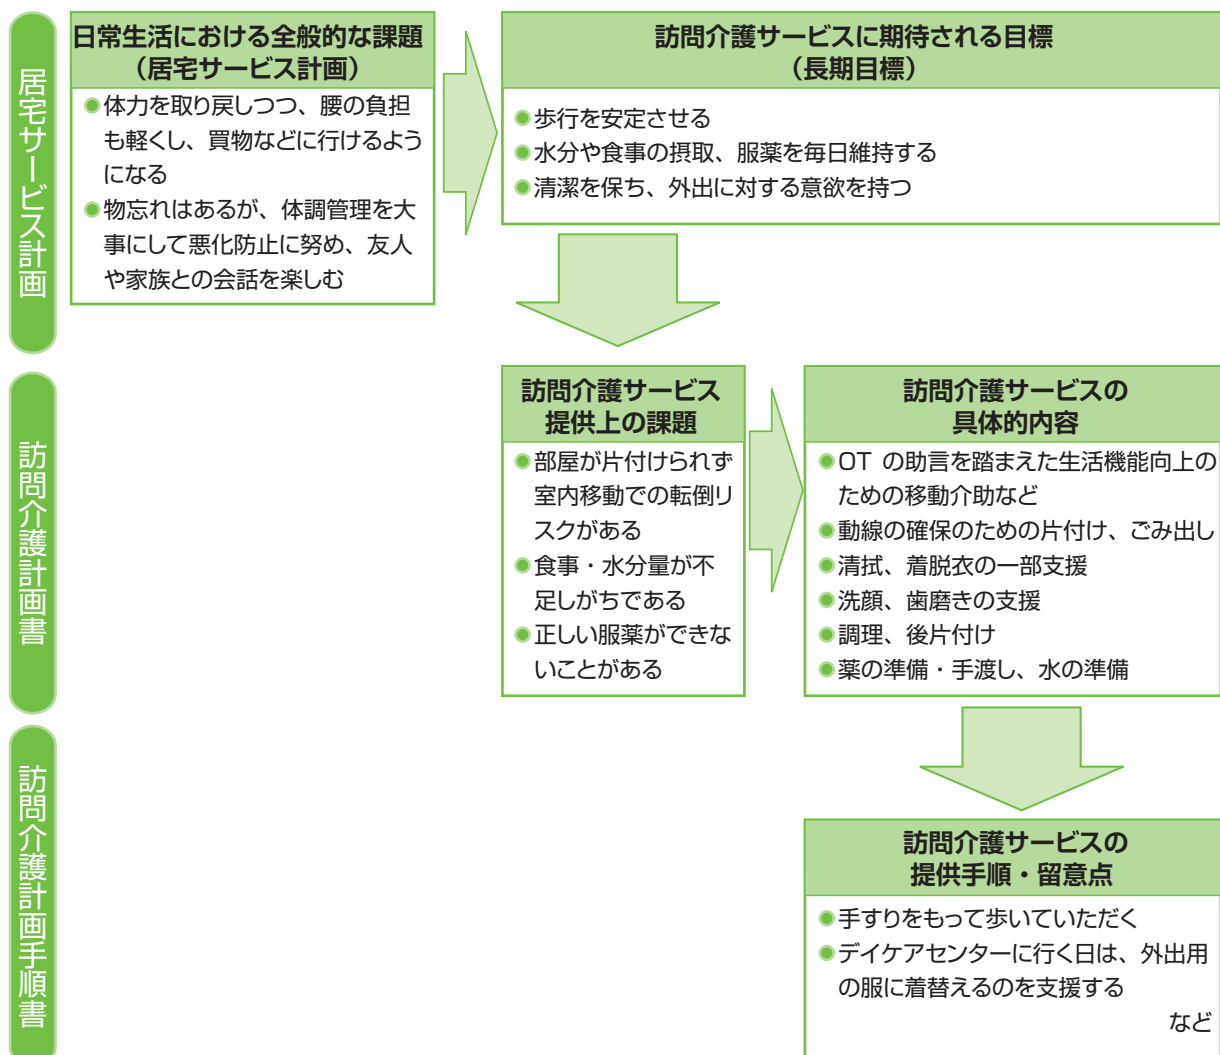 居宅サービス計画
日常生活における全般的な課題
（居宅サービス計画）
●体力を取り戻しつつ、腰の負担
も軽くし、買物などに行けるよう
になる
●物忘れはあるが、体調管理を大
事にして悪化防止に努め、友人
や家族との会話を楽しむ
訪問介護サービスに期待される目標
（長期目標）
●歩行を安定させる
●水分や食事の摂取、服薬を毎日維持する
●清潔を保ち、外出に対する意欲を持つ
訪問介護計画書
訪問介護サービス
提供上の課題
●部屋が片付けられず
室内移動での転倒リ
スクがある
●食事・水分量が不
足しがちである
●正しい服薬ができな
いことがある
訪問介護サービスの
具体的内容
●OT の助言を踏まえた生活機能向上の
ための移動介助など
●動線の確保のための片付け、ごみ出し
●清拭、着脱衣の一部支援
●洗顔、歯磨きの支援
●調理、後片付け
●薬の準備・手渡し、水の準備
訪問介護計画手順書
訪問介護サービスの
提供手順・留意点
●手すりをもって歩いていただく
●デイケアセンターに行く日は、外出用
の服に着替えるのを支援する
など